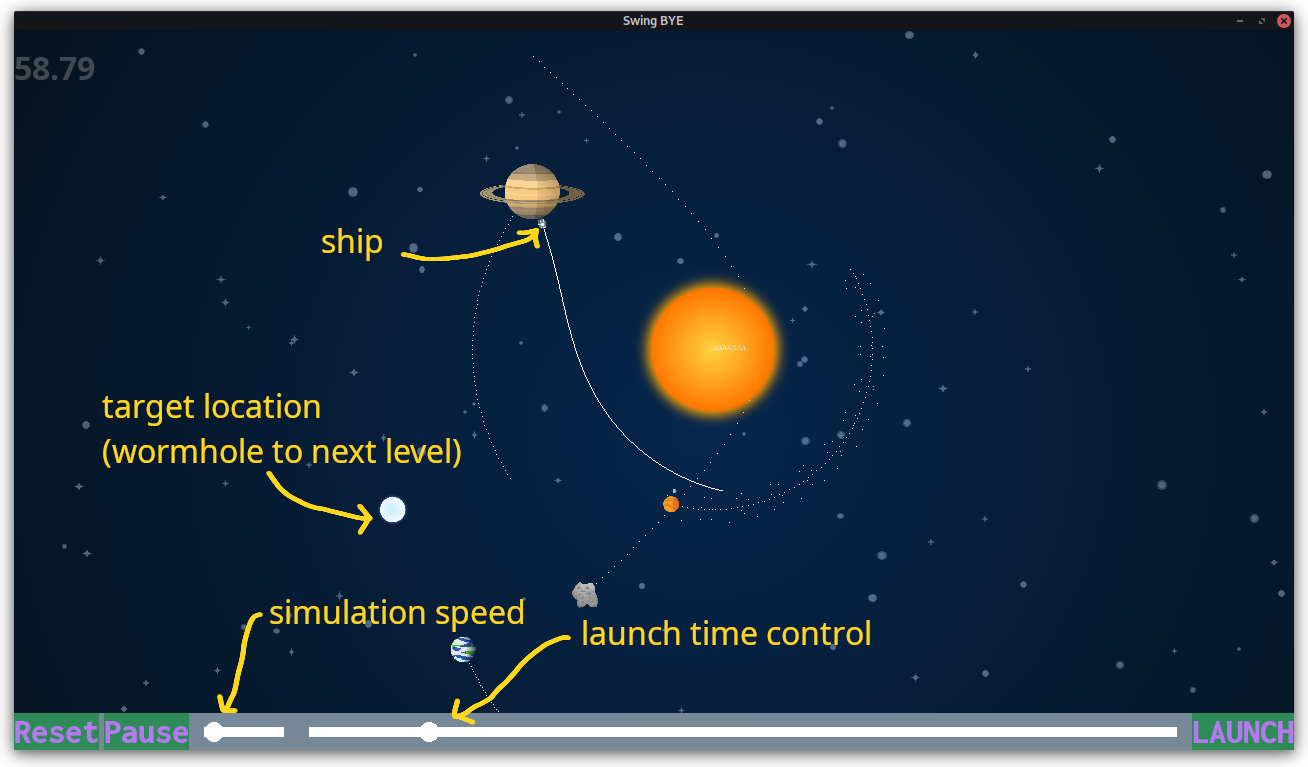 Swing BYE
58.79
ship
target location
(wormhole to next level)
simulation speed
launch time control
Reset Pause LAUNCH